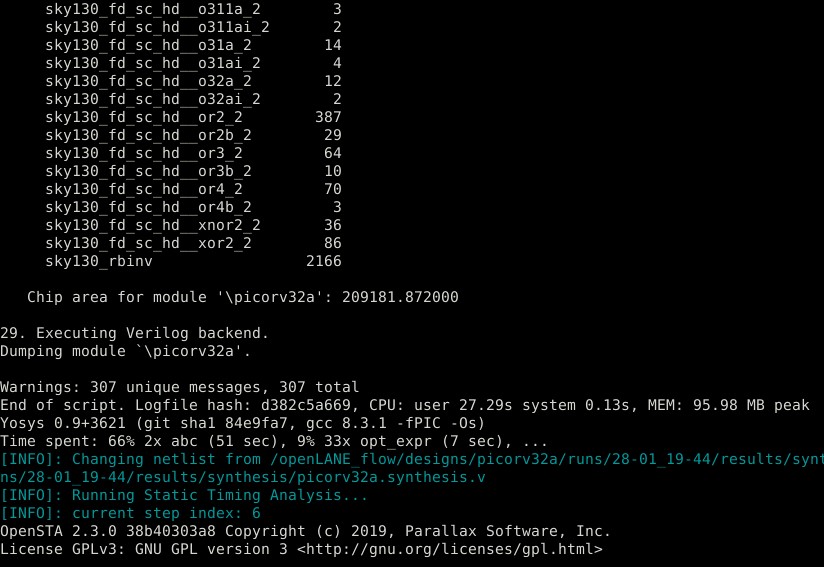 sky130_fd_sc_hd__o311a_2 3
sky130_fd_sc_hd__o311ai_2 2
sky130_fd_sc_hd__o31a_2 14
sky130_fd_sc_hd__o31ai_2 4
sky130_fd_sc_hd__o32a_2 12
sky130_fd_sc_hd__o32ai_2 2
sky130_fd_sc_hd__or2_2 387
sky130_fd_sc_hd__or2b_2 29
sky130_fd_sc_hd__or3_2 64
sky130_fd_sc_hd__or3b_2 10
sky130_fd_sc_hd__or4_2 70
sky130_fd_sc_hd__or4b_2 3
sky130_fd_sc_hd__xnor2_2 36
sky130_fd_sc_hd__xor2_2 86
sky130_rbinv 2166
Chip area for module '\picorv32a': 209181.872000
29. Executing Verilog backend.
Dumping module `\picorv32a'.
Warnings: 307 unique messages, 307 total
End of script. Logfile hash: d382c5a669, CPU: user 27.29s system 0.13s, MEM: 95.98 MB peak
Yosys 0.9+3621 (git sha1 84e9fa7, gcc 8.3.1 -fPIC -Os)
Time spent: 66% 2x abc (51 sec), 9% 33x opt_expr (7 sec), ...
[INFO]: Changing netlist from /openLANE_flow/designs/picorv32a/runs/28-01_19-44/results/synt
ns/28-01_19-44/results/synthesis/picorv32a.synthesis.v
[INFO]: Running Static Timing Analysis...
[INFO]: current step index: 6
OpenSTA 2.3.0 38b40303a8 Copyright (c) 2019, Parallax Software, Inc.
License GPLv3: GNU GPL version 3 <http://gnu.org/licenses/gpl.html>